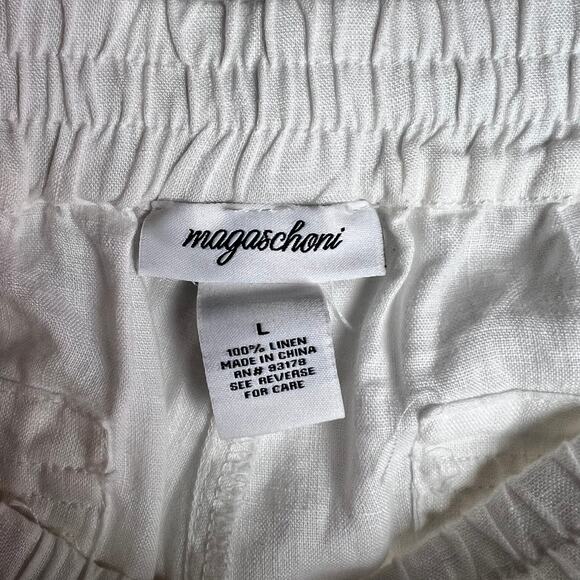 magaschoni
L
100% LINEN
MADE IN CHINA
RN# 93178
SEE REVERSE
FOR CARE